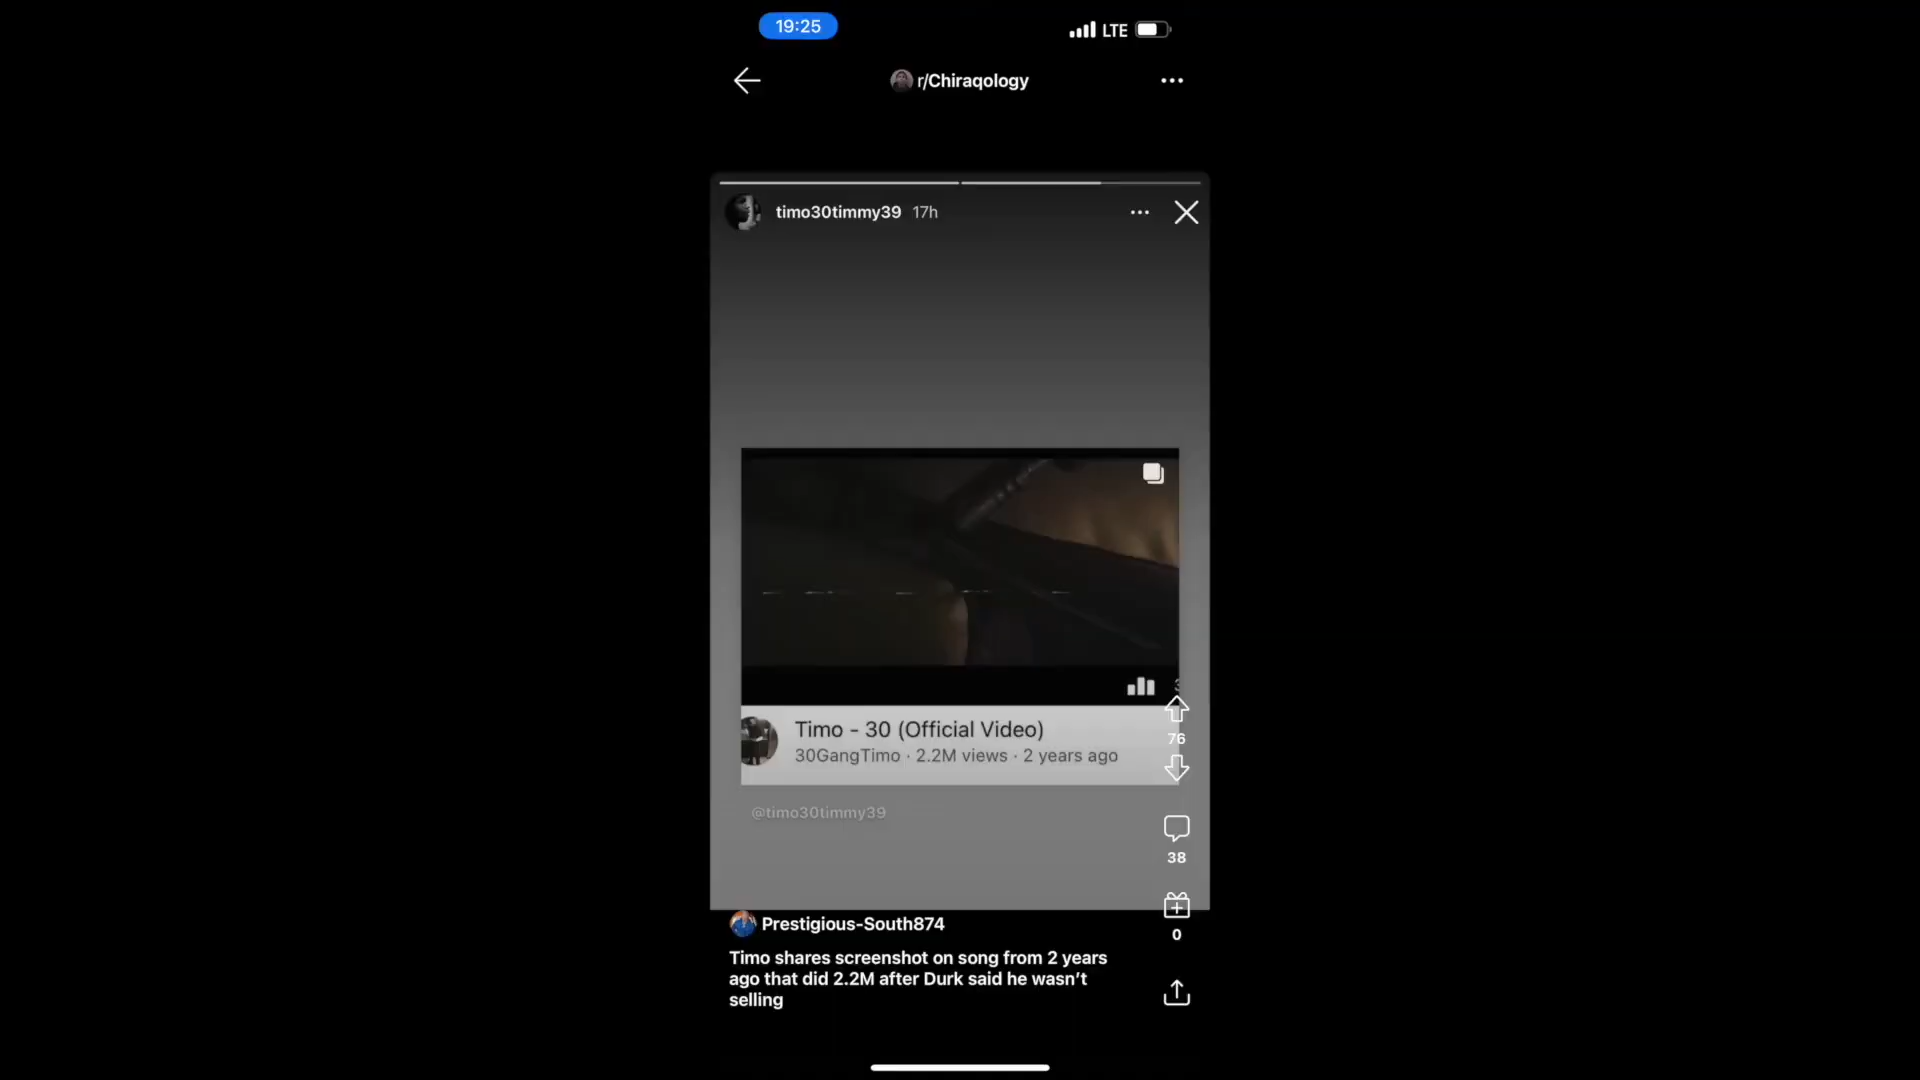 19:25
LTE
r/Chiraqology
timo30timmy39 17h
Timo - 30 (Official Video)
30GangTimo · 2.2M views · 2 years ago
76
@timo30timmy39
38
Prestigious-South874
0
Timo shares screenshot on song from 2 years
ago that did 2.2M after Durk said he wasn’t
selling